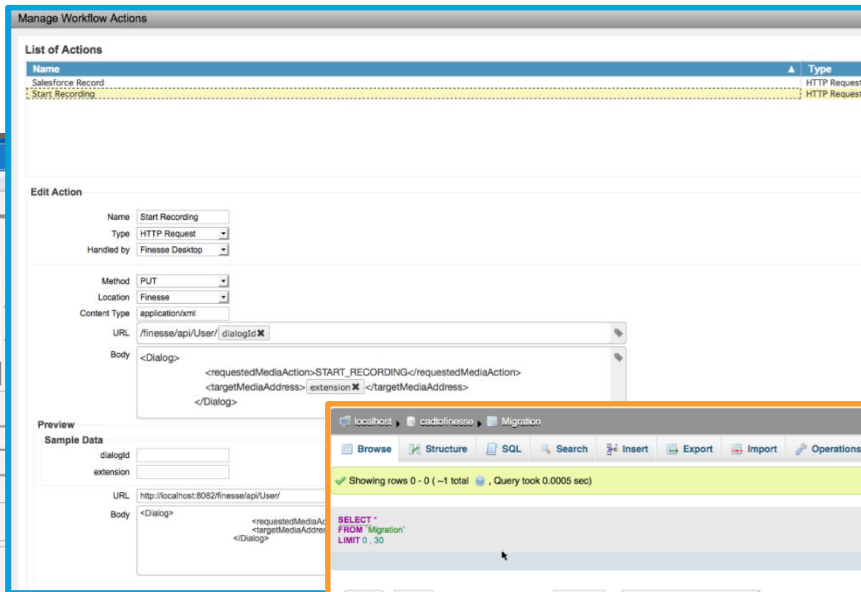 Manage Workflow Actions
List of Actions
Name Type
Salesforce Record HTTP Request
Start Recording HTTP Request
Edit Action
Name Start Recording
Type HTTP Request
Handled by Finesse Desktop
Method PUT
Location Finesse
Content Type application/xml
URL /finesse/api/User/ dialogId
Body <Dialog>
<requestedMediaAction>START_RECORDING</requestedMediaAction>
<targetMediaAddress> extension </targetMediaAddress>
</Dialog>
Preview
Sample Data
dialogId
extension
URL http://localhost:8082/finesse/api/User/
Body <Dialog>
<requestedMediaAc
<targetMediaAddres
</Dialog>
localhost cadtofinesse Migration
Browse Structure SQL Search Insert Export Import Operations
Showing rows 0 - 0 ( ~1 total , Query took 0.0005 sec)
SELECT *
FROM `Migration`
LIMIT 0 , 30